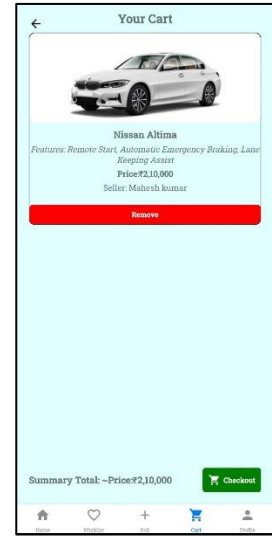 Your Cart
Nissan Altima
Features: Remote Start, Automatic Emergency Braking, Lane
Keeping Assist
Price:₹2,10,000
Seller: Mahesh kumar
Remove
Summary Total: ~Price:₹2,10,000
Checkout
Home Wishlist Sell Cart Profile